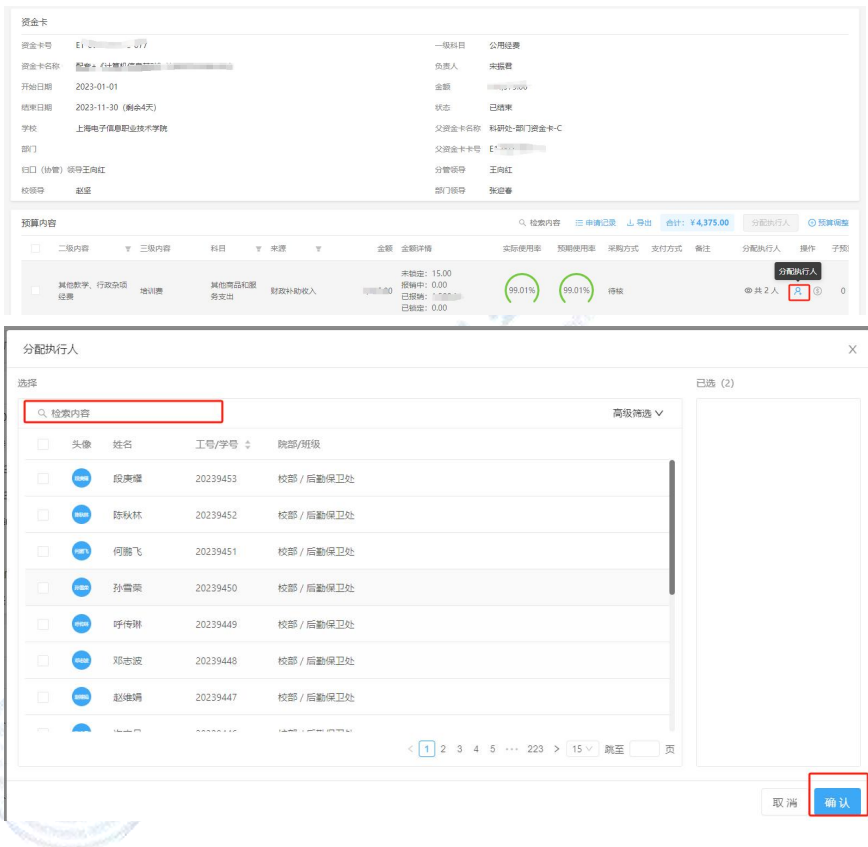 资金卡
资金卡号
一级科目 公用经费
资金卡名称
负责人 宋振君
开始日期 2023-01-01
金额
结束日期 2023-11-30 (剩余4天)
状态 已结束
学校 上海电子信息职业技术学院
父资金卡名称 科研处-部门资金卡-C
部门
父资金卡卡号
归口(协管)领导 王向红
分管领导 王向红
校领导 赵坚
部门领导 张迎春
预算内容 检索内容 申请记录 导出 合计: ¥4,375.00 分配执行人 预算调整
二级内容 三级内容 科目 来源 金额 金额详情 实际使用率 预期使用率 采购方式 支付方式 备注 分配执行人 操作 子预
分配执行人
其他教学、行政杂项经费 培训费 其他商品和服务支出 财政补助收入
未锁定: 15.00
报销中: 0.00
已报销:
已锁定: 0.00
99.01% 99.01% 待核 共2人 0
分配执行人
选择 已选 (2)
检索内容 高级筛选
头像 姓名 工号/学号 院部/班级
段庚 20239453 校部 / 后勤保卫处
陈秋林 20239452 校部 / 后勤保卫处
何鹏飞 20239451 校部 / 后勤保卫处
孙雪荣 20239450 校部 / 后勤保卫处
呼传琳 20239449 校部 / 后勤保卫处
邓志波 20239448 校部 / 后勤保卫处
赵维娟 20239447 校部 / 后勤保卫处
< 1 2 3 4 5 ··· 223 > 15 跳至 页
取消 确认